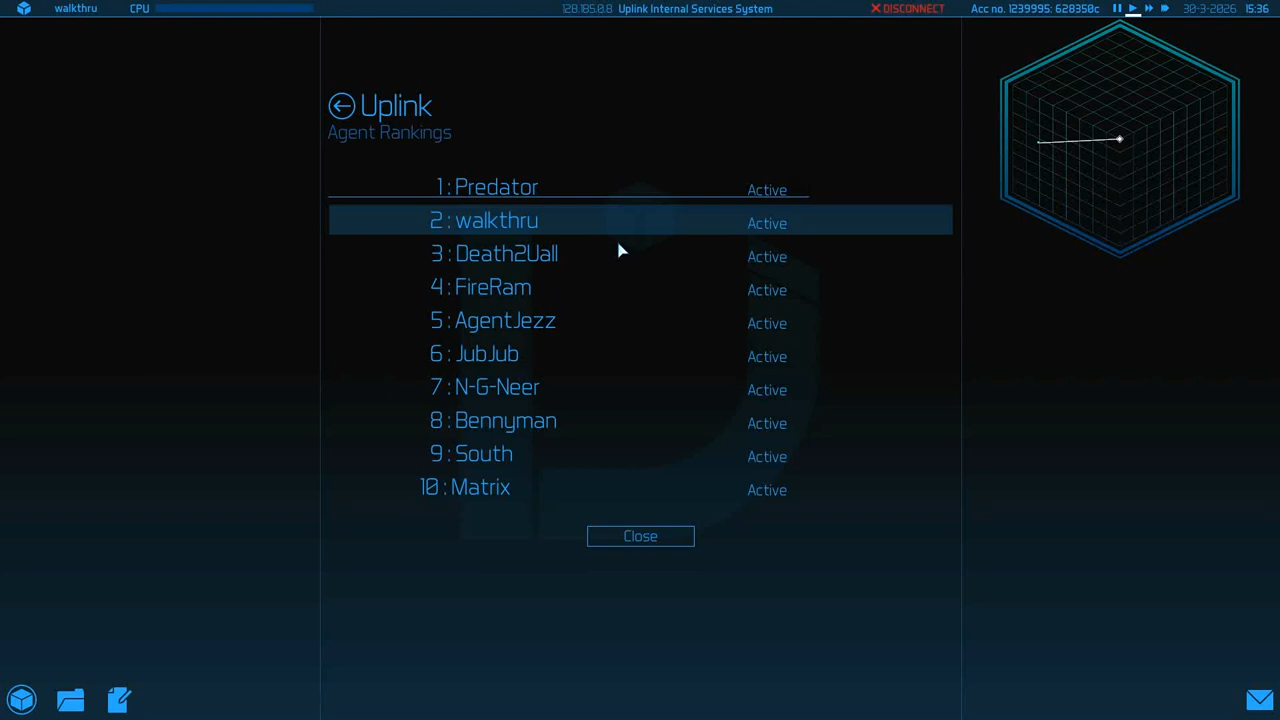 walkthru CPU 128.185.0.8 Uplink Internal Services System DISCONNECT Acc no. 1239995: 628350c 30-3-2026 15:36
Uplink
Agent Rankings
1 : Predator Active
2 : walkthru Active
3 : Death2Uall Active
4 : FireRam Active
5 : AgentJezz Active
6 : JubJub Active
7 : N-G-Neer Active
8 : Bennyman Active
9 : South Active
10 : Matrix Active
Close